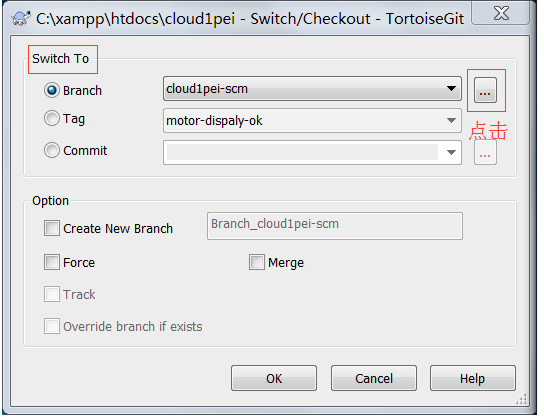 C:\xampp\htdocs\cloud1pei - Switch/Checkout - TortoiseGit
Switch To
Branch
cloud1pei-scm
...
Tag
motor-dispaly-ok
点击
Commit
...
Option
Create New Branch
Branch_cloud1pei-scm
Force
Merge
Track
Override branch if exists
OK
Cancel
Help